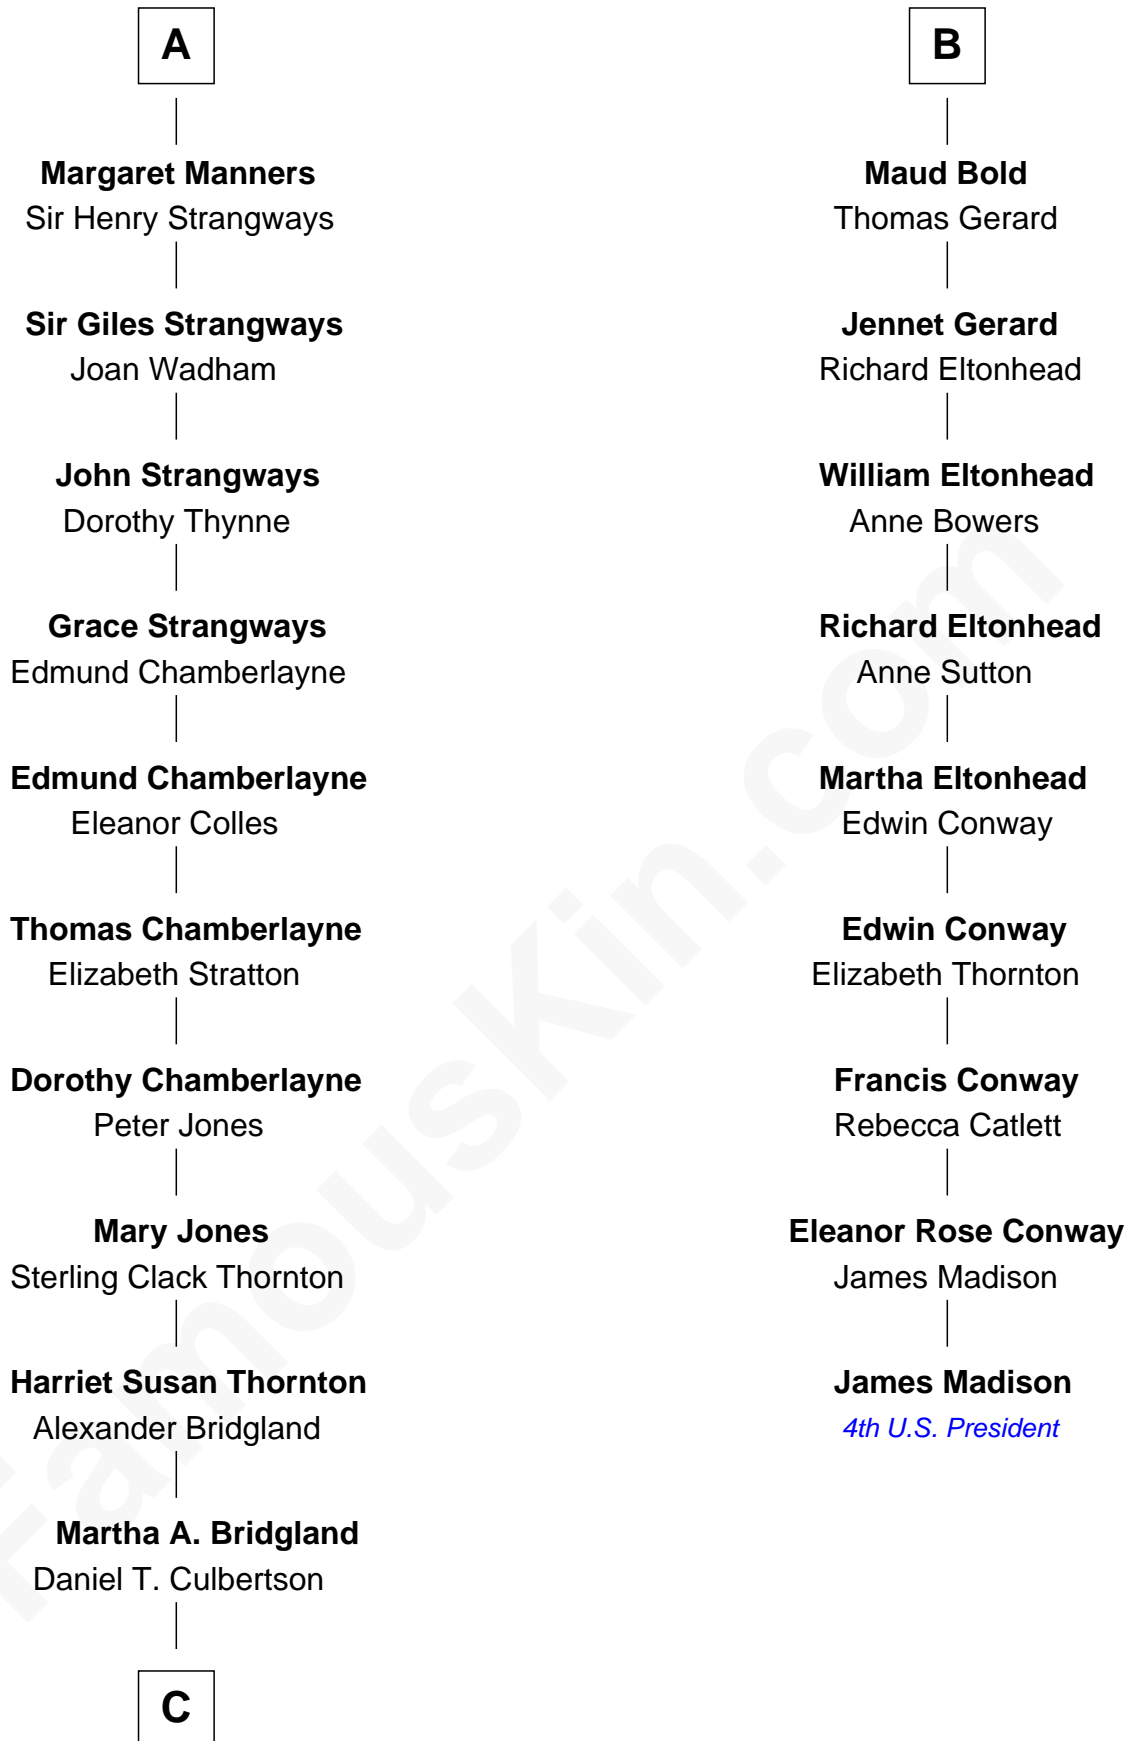 A
Margaret Manners
Sir Henry Strangways
Sir Giles Strangways
Joan Wadham
John Strangways
Dorothy Thynne
Grace Strangways
Edmund Chamberlayne
Edmund Chamberlayne
Eleanor Colles
Thomas Chamberlayne
Elizabeth Stratton
Dorothy Chamberlayne
Peter Jones
Mary Jones
Sterling Clack Thornton
Harriet Susan Thornton
Alexander Bridgland
Martha A. Bridgland
Daniel T. Culbertson
C
B
Maud Bold
Thomas Gerard
Jennet Gerard
Richard Eltonhead
William Eltonhead
Anne Bowers
Richard Eltonhead
Anne Sutton
Martha Eltonhead
Edwin Conway
Edwin Conway
Elizabeth Thornton
Francis Conway
Rebecca Catlett
Eleanor Rose Conway
James Madison
James Madison
4th U.S. President
FamousKin.com